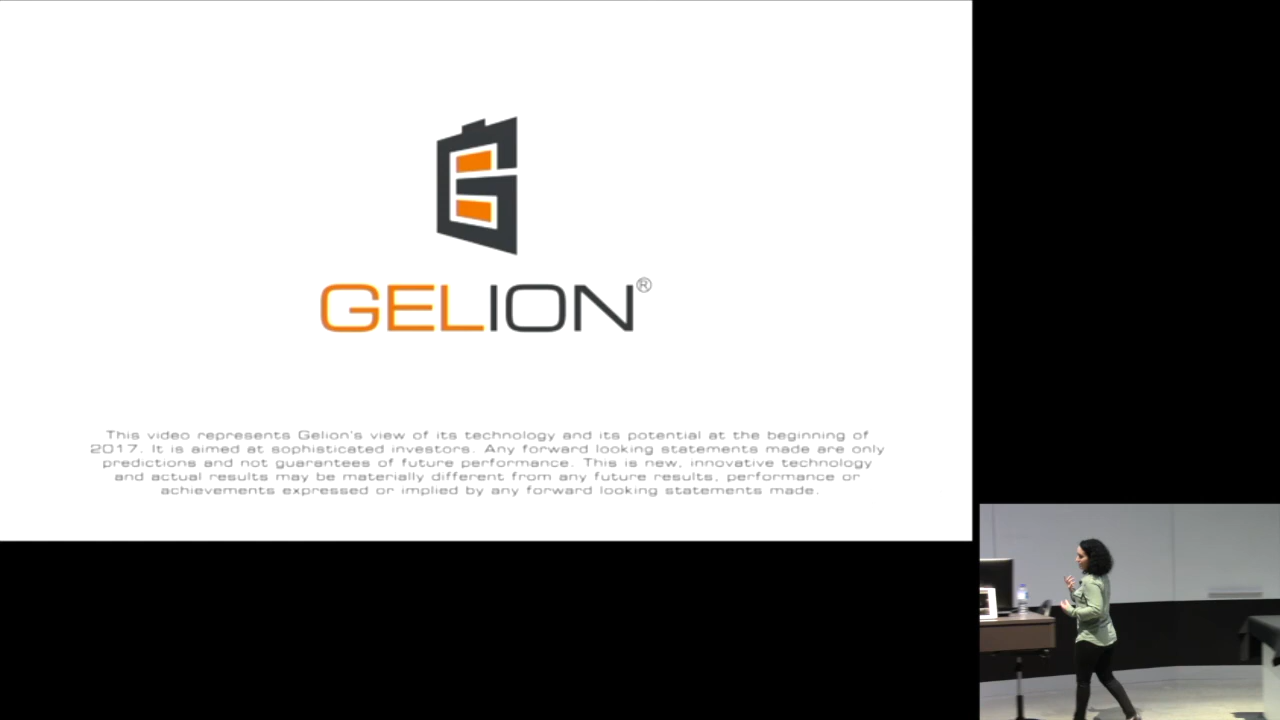 GELION®
This video represents Gelion's view of its technology and its potential at the beginning of
2017. It is aimed at sophisticated investors. Any forward looking statements made are only
predictions and not guarantees of future performance. This is new, innovative technology
and actual results may be materially different from any future results, performance or
achievements expressed or implied by any forward looking statements made.